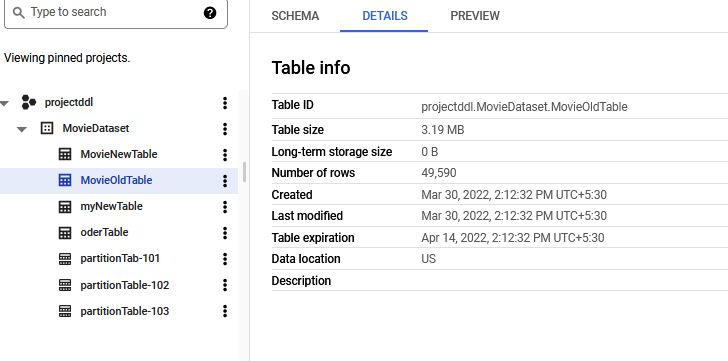 Type to search
?
Viewing pinned projects.
projectddl
MovieDataset
MovieNewTable
MovieOldTable
myNewTable
oderTable
partitionTab-101
partitionTable-102
partitionTable-103
SCHEMA DETAILS PREVIEW
Table info
Table ID projectddl.MovieDataset.MovieOldTable
Table size 3.19 MB
Long-term storage size 0 B
Number of rows 49,590
Created Mar 30, 2022, 2:12:32 PM UTC+5:30
Last modified Mar 30, 2022, 2:12:32 PM UTC+5:30
Table expiration Apr 14, 2022, 2:12:32 PM UTC+5:30
Data location US
Description